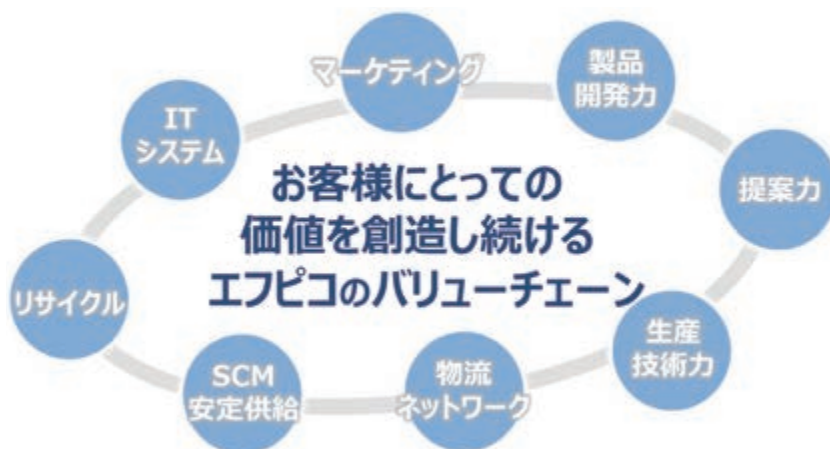 マーケティング
製品
開発力
提案力
生産
技術力
物流
ネットワーク
SCM
安定供給
リサイクル
IT
システム
お客様にとっての
価値を創造し続ける
エフピコのバリューチェーン